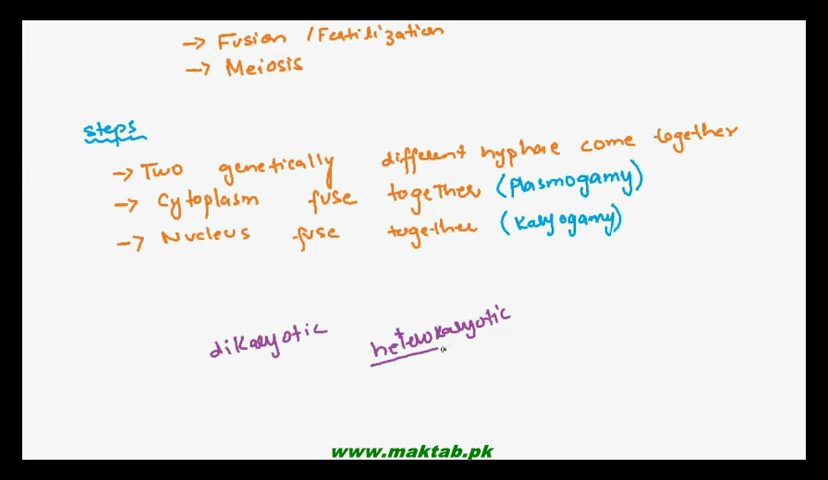 -> Fusion / Fertilization
-> Meiosis
steps
-> Two genetically different hyphae come together
-> Cytoplasm fuse together (Plasmogamy)
-> Nucleus fuse together (Karyogamy)
dikaryotic heterokaryotic
www.maktab.pk